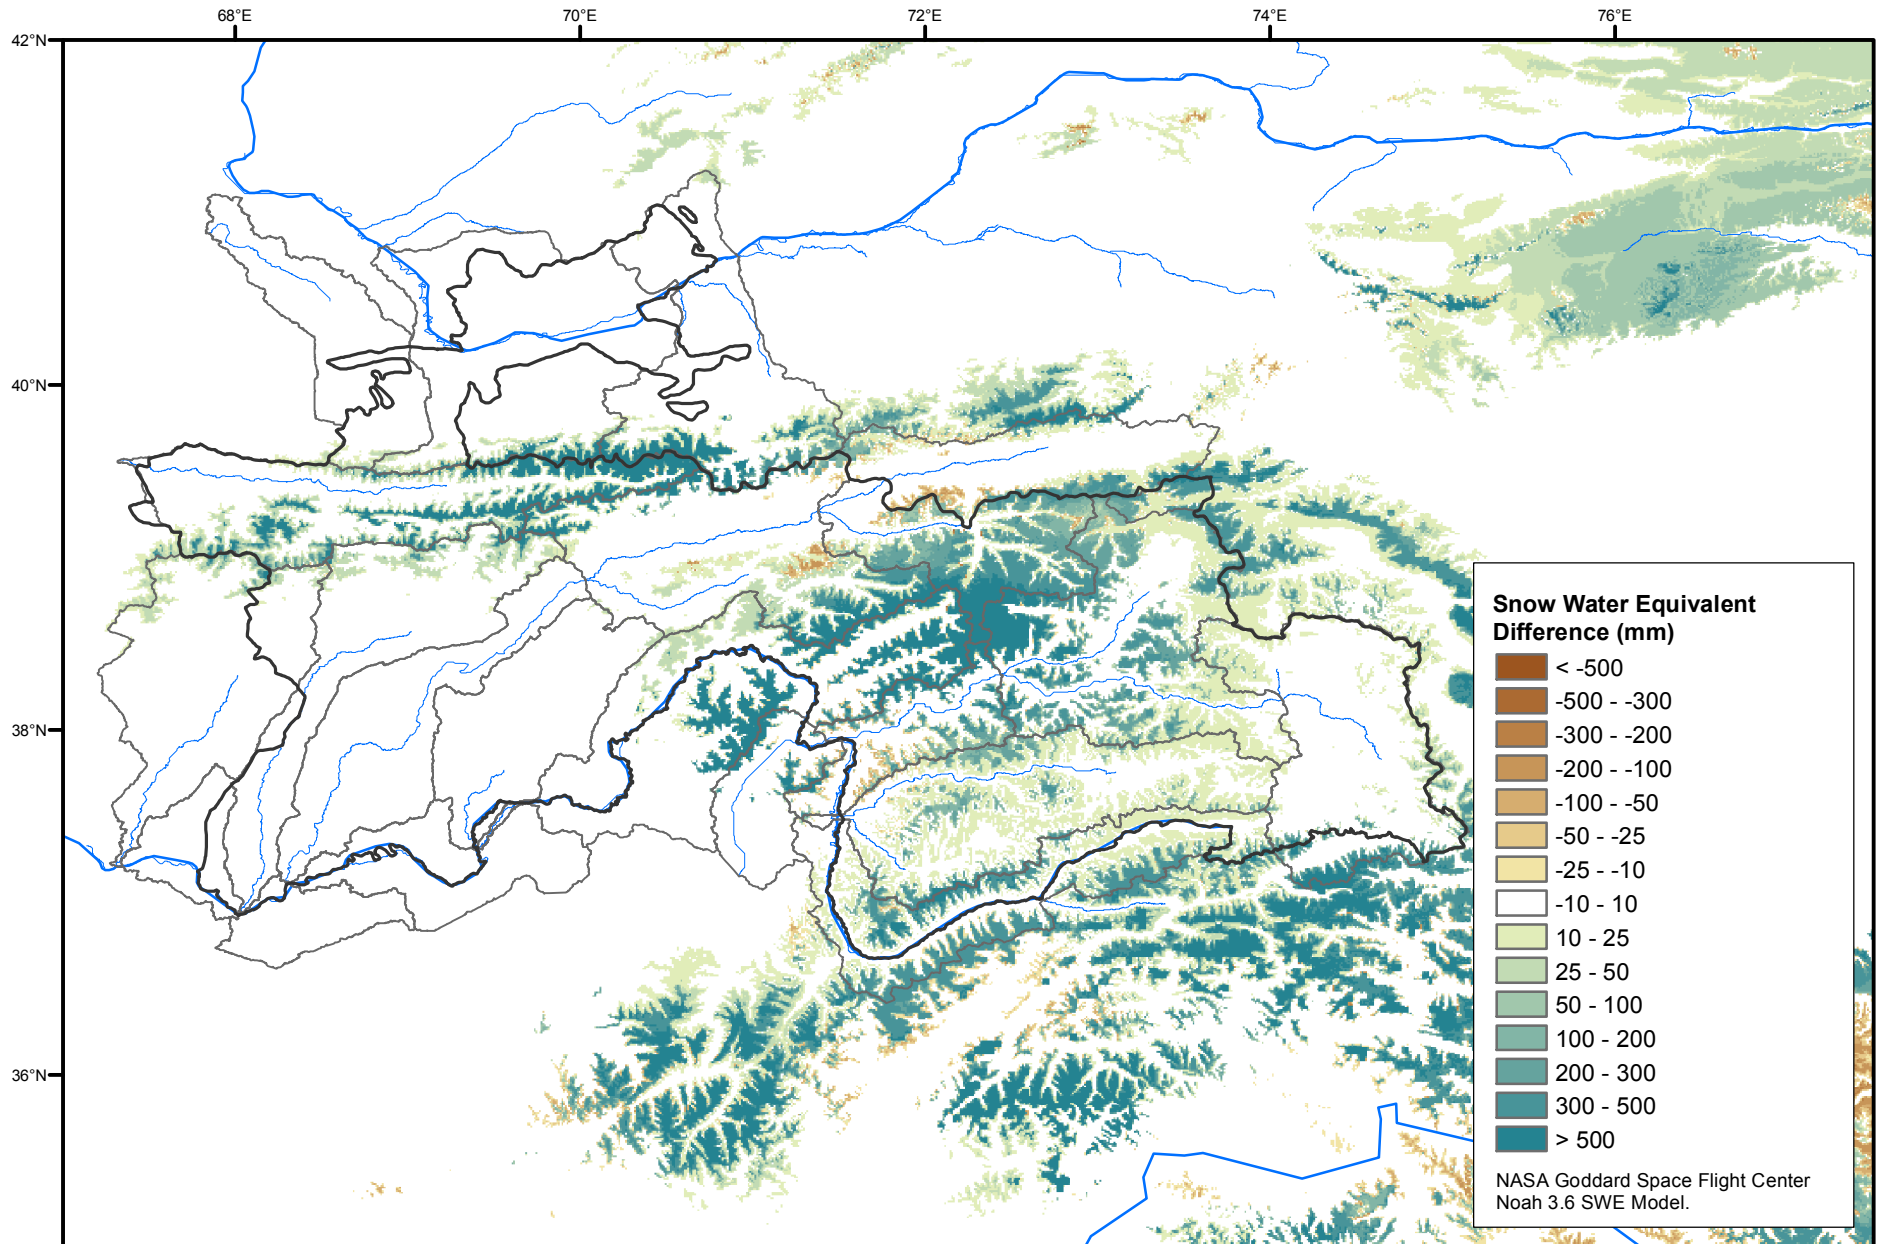 68°E 70°E 72°E 74°E 76°E
42°N
40°N
38°N
36°N
Snow Water Equivalent
Difference (mm)
< -500
-500 - -300
-300 - -200
-200 - -100
-100 - -50
-50 - -25
-25 - -10
-10 - 10
10 - 25
25 - 50
50 - 100
100 - 200
200 - 300
300 - 500
> 500
NASA Goddard Space Flight Center
Noah 3.6 SWE Model.